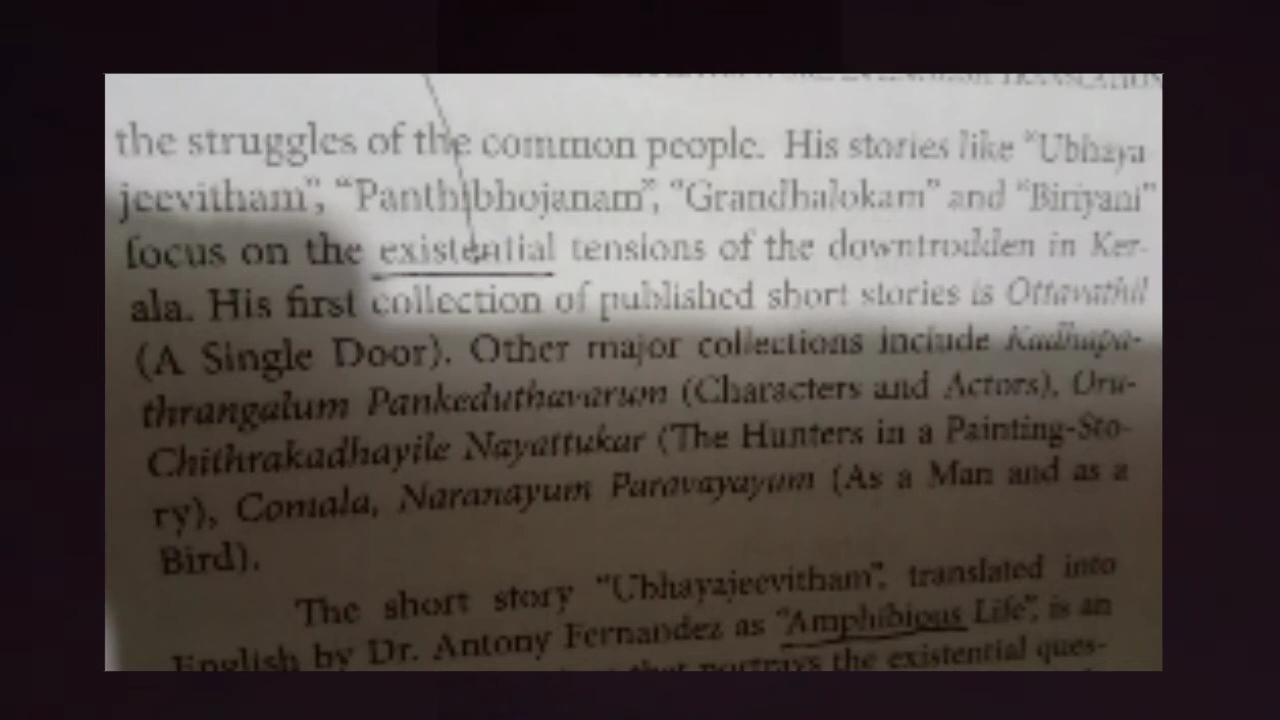 TRANSLATION
the struggles of the common people. His stories like "Ubhaya
jeevitham", "Panthibhojanam", "Grandhalokam" and "Biriyani"
focus on the existential tensions of the downtrodden in Ker-
ala. His first collection of published short stories is Ottavathil
(A Single Door). Other major collections include Kadhapa-
thrangalum Pankeduthavarum (Characters and Actors), Oru-
Chithrakadhayile Nayattukar (The Hunters in a Painting-Sto-
ry), Comala, Naranayum Paravayayum (As a Man and as a
Bird).
The short story "Ubhayajeevitham", translated into
English by Dr. Antony Fernandez as "Amphibious Life", is an
that portrays the existential ques-